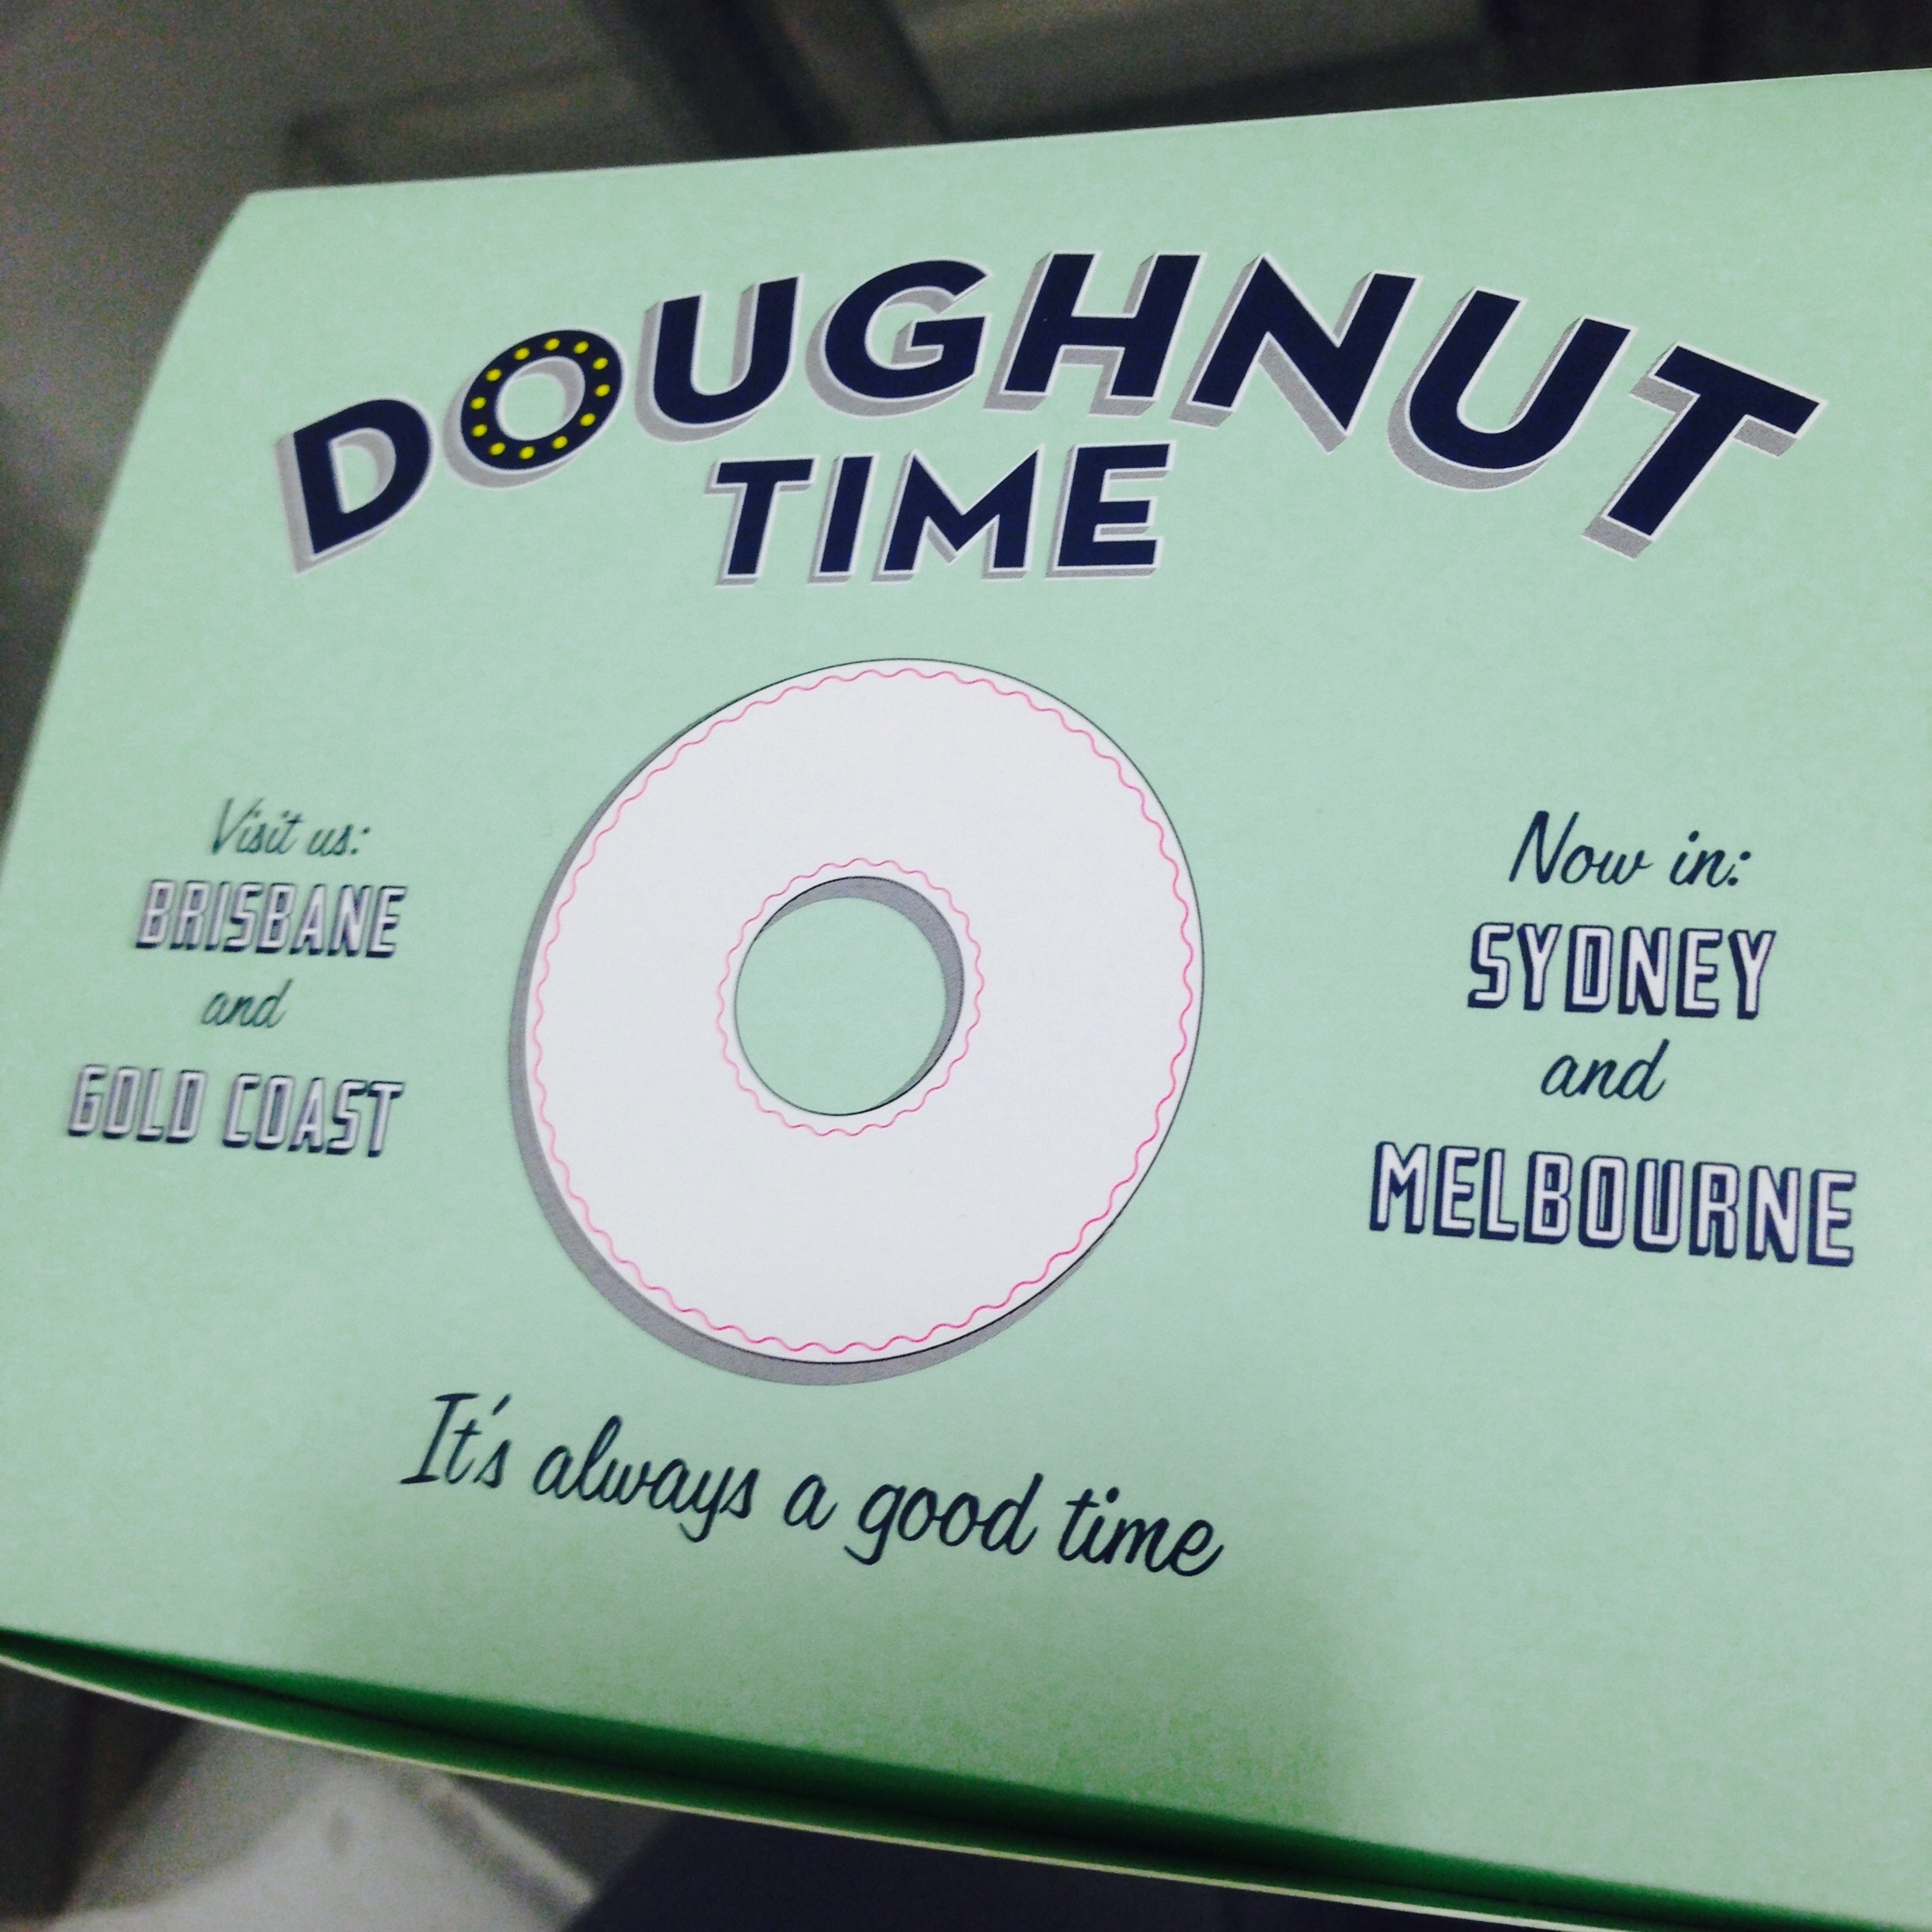 DOUGHNUT
TIME
Visit us:
BRISBANE
and
GOLD COAST
Now in:
SYDNEY
and
MELBOURNE
It's always a good time